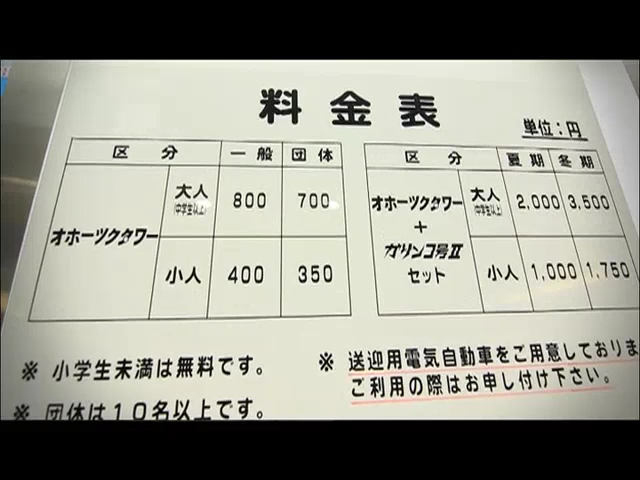 料金表
単位：円
区分 一般 団体
オホーツクタワー 大人 (中学生以上) 800 700
小人 400 350
区分 夏期 冬期
オホーツクタワー + ガリンコ号Ⅱ セット 大人 (中学生以上) 2,000 3,500
小人 1,000 1,750
※ 小学生未満は無料です。
※ 団体は10名以上です。
※ 送迎用電気自動車をご用意しておりま
ご利用の際はお申し付け下さい。